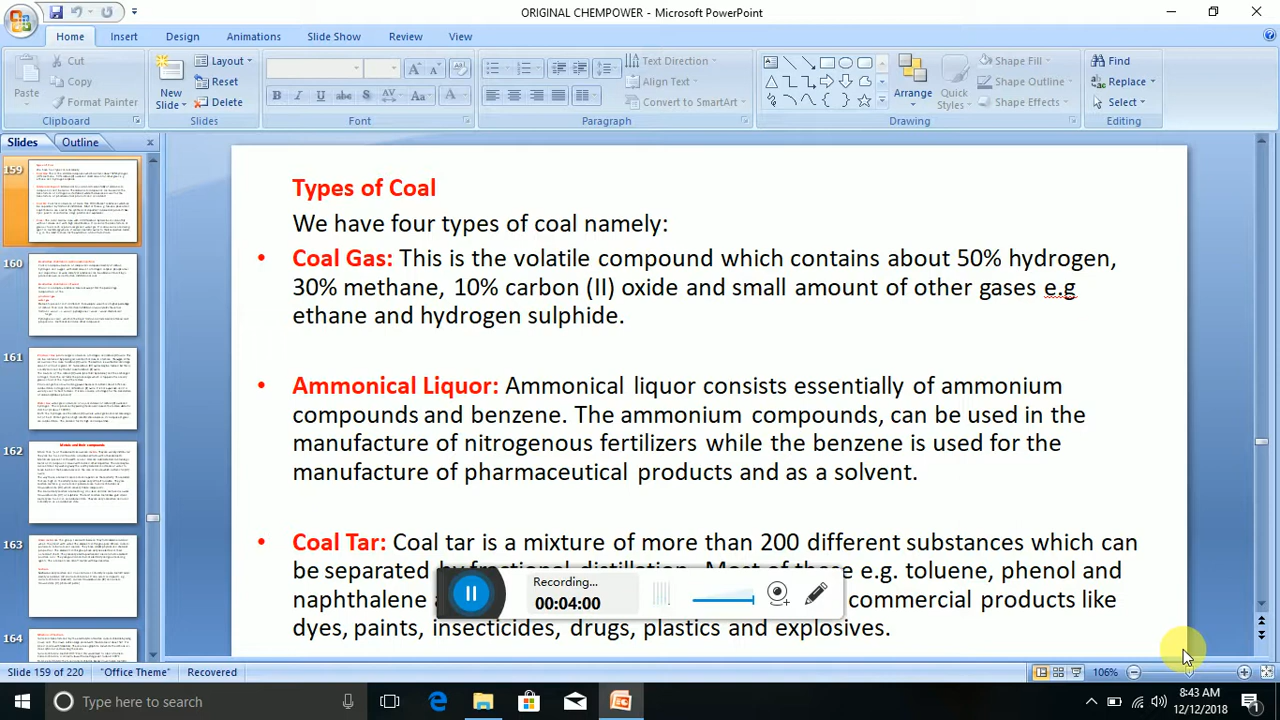 ORIGINAL CHEMPOWER - Microsoft PowerPoint
Home Insert Design Animations Slide Show Review View
Paste
Cut
Copy
Format Painter
Clipboard
New Slide
Layout
Reset
Delete
Slides
Font
Text Direction
Align Text
Convert to SmartArt
Paragraph
Arrange
Quick Styles
Shape Fill
Shape Outline
Shape Effects
Drawing
Find
Replace
Select
Editing
Slides Outline
159
160
161
162
163
164
Types of Coal
We have four types of coal namely:
• Coal Gas: This is the volatile compound which contains about 50% hydrogen,
30% methne, 10% carbon (II) oxide and small amount of other gases e.g
ethane and hydrogen sulphide.
• Ammonical Liquor: Ammonical liquor consists essentially of ammonium
compounds and benzene. The ammonium compounds, can be used in the
manufacture of nitrogenous fertilizers while the benzene is used for the
manufacture of pharmaceutical products and as a solvent.
• Coal Tar: Coal tar is a mixture of more than 200 different substances which can
be separated e.g. toluene, phenol and
naphthalene commercial products like
dyes, paints, insecticides, drugs, plastics and explosives.
Recording...
00:04:00
Slide 159 of 220 "Office Theme" Recovered 106%
Type here to search
8:43 AM
12/12/2018